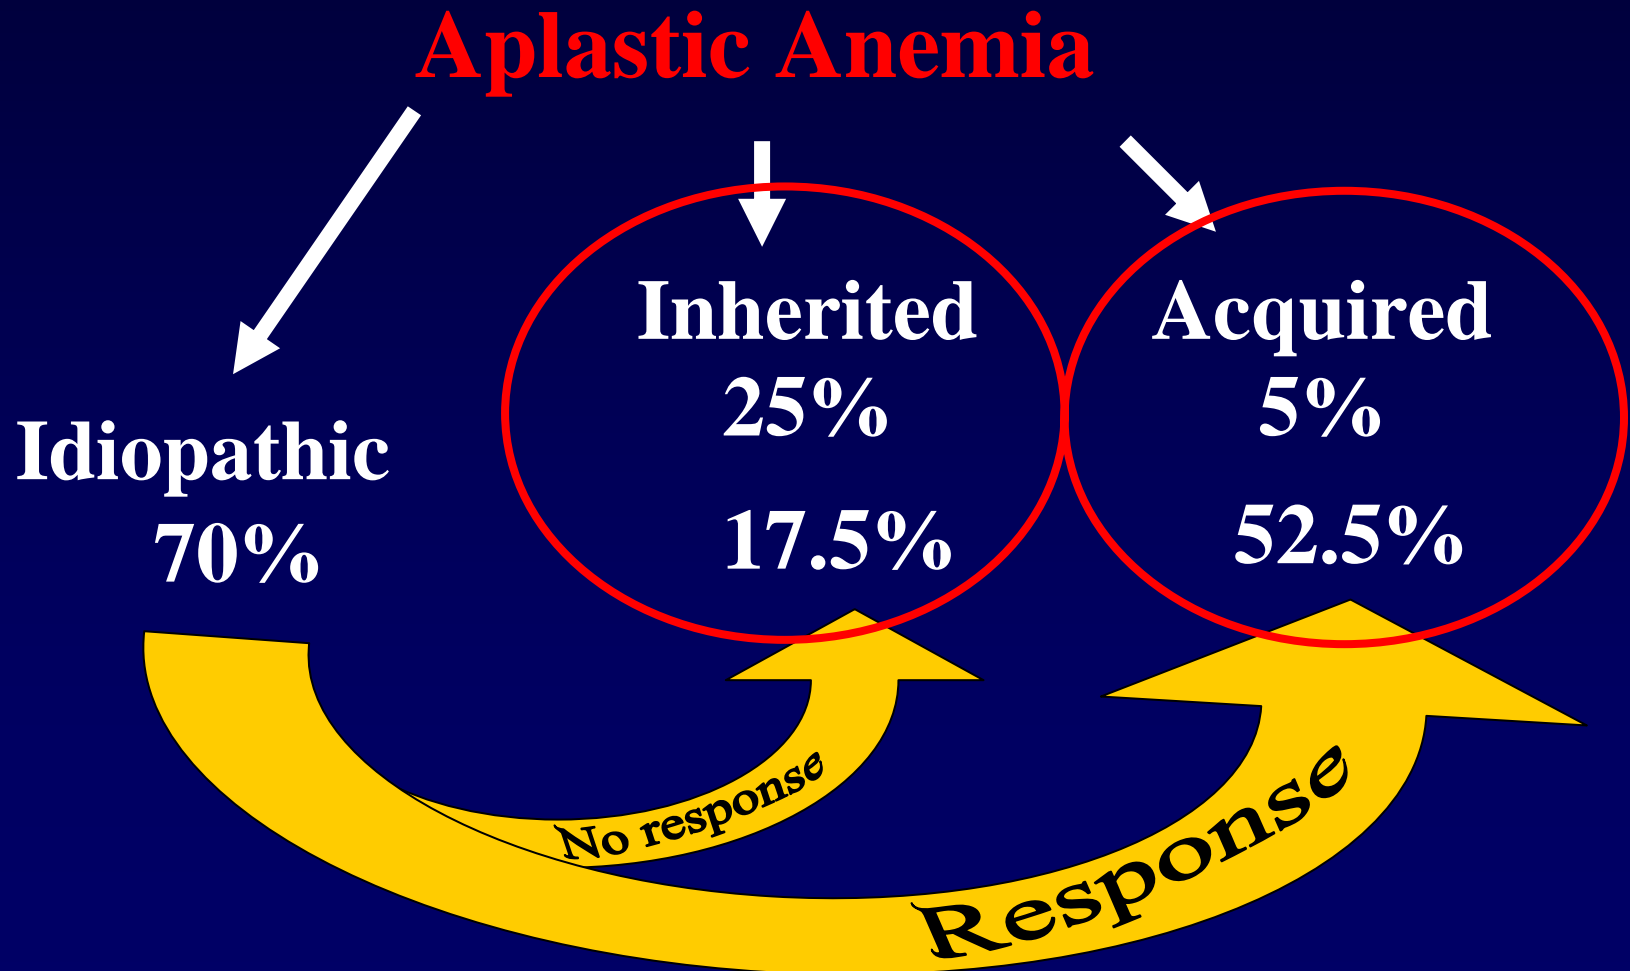 Aplastic Anemia
Idiopathic
70%
Inherited
25%
17.5%
Acquired
5%
52.5%
No response
Response